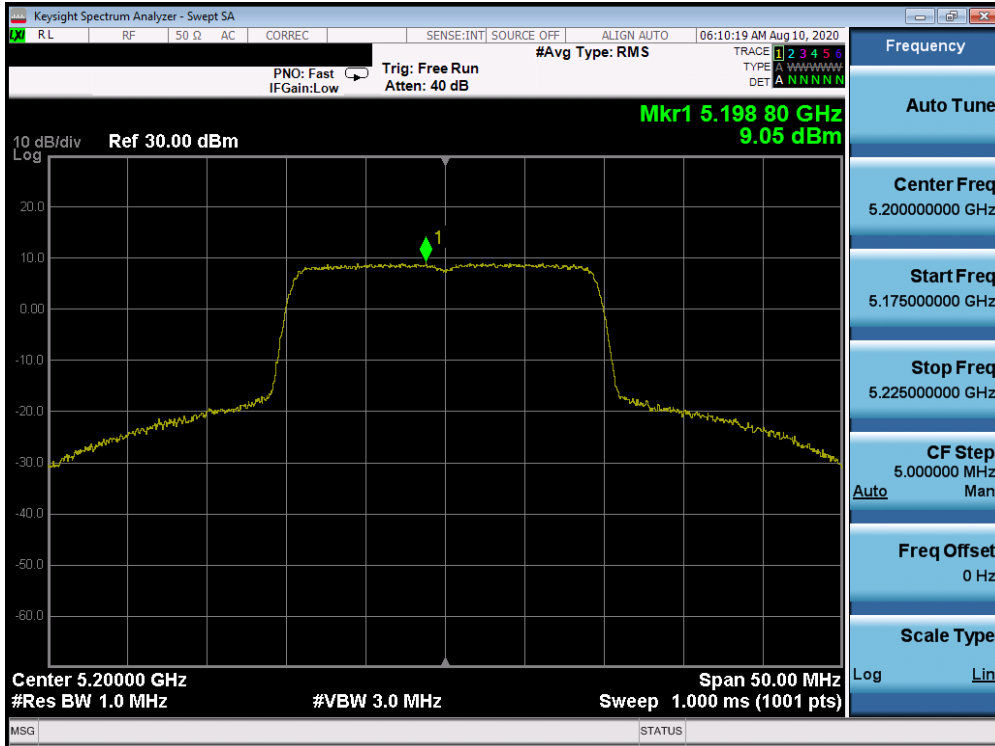 Keysight Spectrum Analyzer - Swept SA
LXI RL RF 50 Ω AC CORREC SENSE:INT SOURCE OFF ALIGN AUTO 06:10:19 AM Aug 10, 2020
#Avg Type: RMS TRACE 1 2 3 4 5 6
PNO: Fast Trig: Free Run TYPE A WWWWW
IFGain:Low Atten: 40 dB DET A N N N N N
Mkr1 5.198 80 GHz
9.05 dBm
10 dB/div Ref 30.00 dBm
Log
1
20.0
10.0
0.00
-10.0
-20.0
-30.0
-40.0
-50.0
-60.0
Center 5.20000 GHz Span 50.00 MHz
#Res BW 1.0 MHz #VBW 3.0 MHz Sweep 1.000 ms (1001 pts)
MSG STATUS
Frequency
Auto Tune
Center Freq
5.200000000 GHz
Start Freq
5.175000000 GHz
Stop Freq
5.225000000 GHz
CF Step
5.000000 MHz
Auto Man
Freq Offset
0 Hz
Scale Type
Log Lin